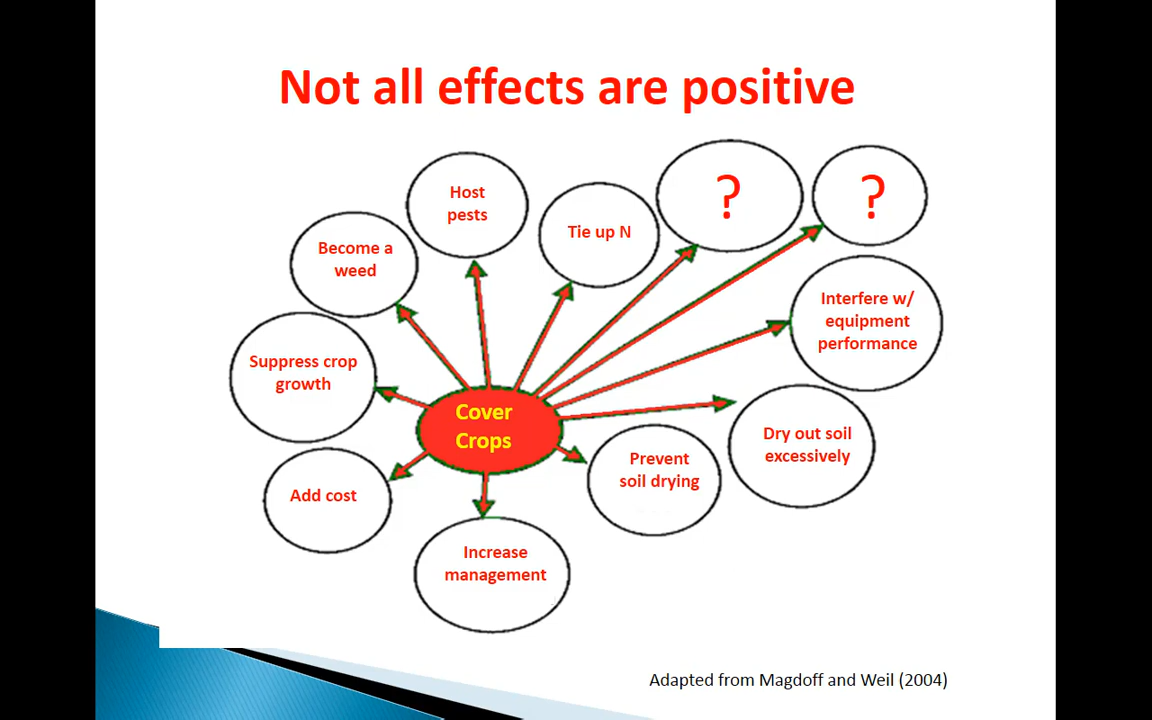 Not all effects are positive
Host
pests
Tie up N
?
?
Become a
weed
Interfere w/
equipment
performance
Suppress crop
growth
Cover
Crops
Dry out soil
excessively
Prevent
soil drying
Add cost
Increase
management
Adapted from Magdoff and Weil (2004)